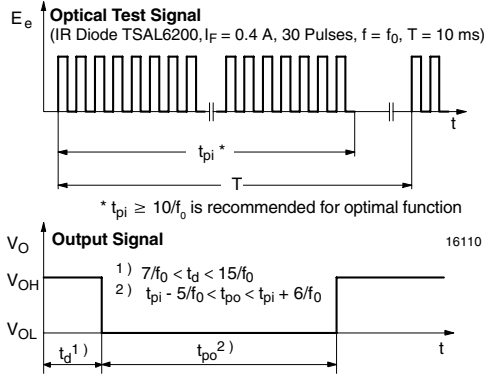 E_e Optical Test Signal
(IR Diode TSAL6200, I_F = 0.4 A, 30 Pulses, f = f_0, T = 10 ms)
t
t_pi *
T
* t_pi ≥ 10/f_0 is recommended for optimal function
V_O Output Signal 16110
V_OH
1) 7/f_0 < t_d < 15/f_0
2) t_pi - 5/f_0 < t_po < t_pi + 6/f_0
V_OL
t_d 1) t_po 2) t